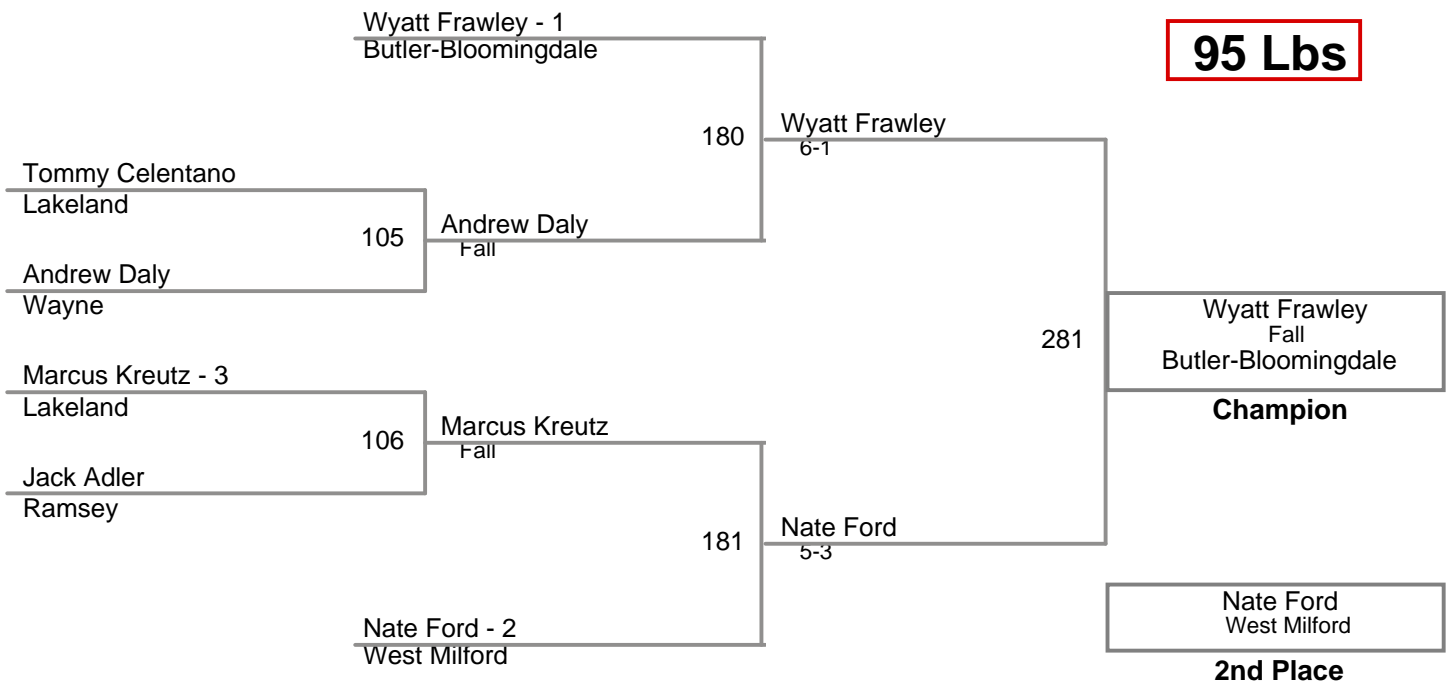 Wyatt Frawley - 1
Butler-Bloomingdale
95 Lbs
180
Wyatt Frawley
6-1
Tommy Celentano
Lakeland
105
Andrew Daly
Fall
Andrew Daly
Wayne
281
Wyatt Frawley
Fall
Butler-Bloomingdale
Champion
Marcus Kreutz - 3
Lakeland
106
Marcus Kreutz
Fall
Jack Adler
Ramsey
181
Nate Ford
5-3
Nate Ford - 2
West Milford
Nate Ford
West Milford
2nd Place